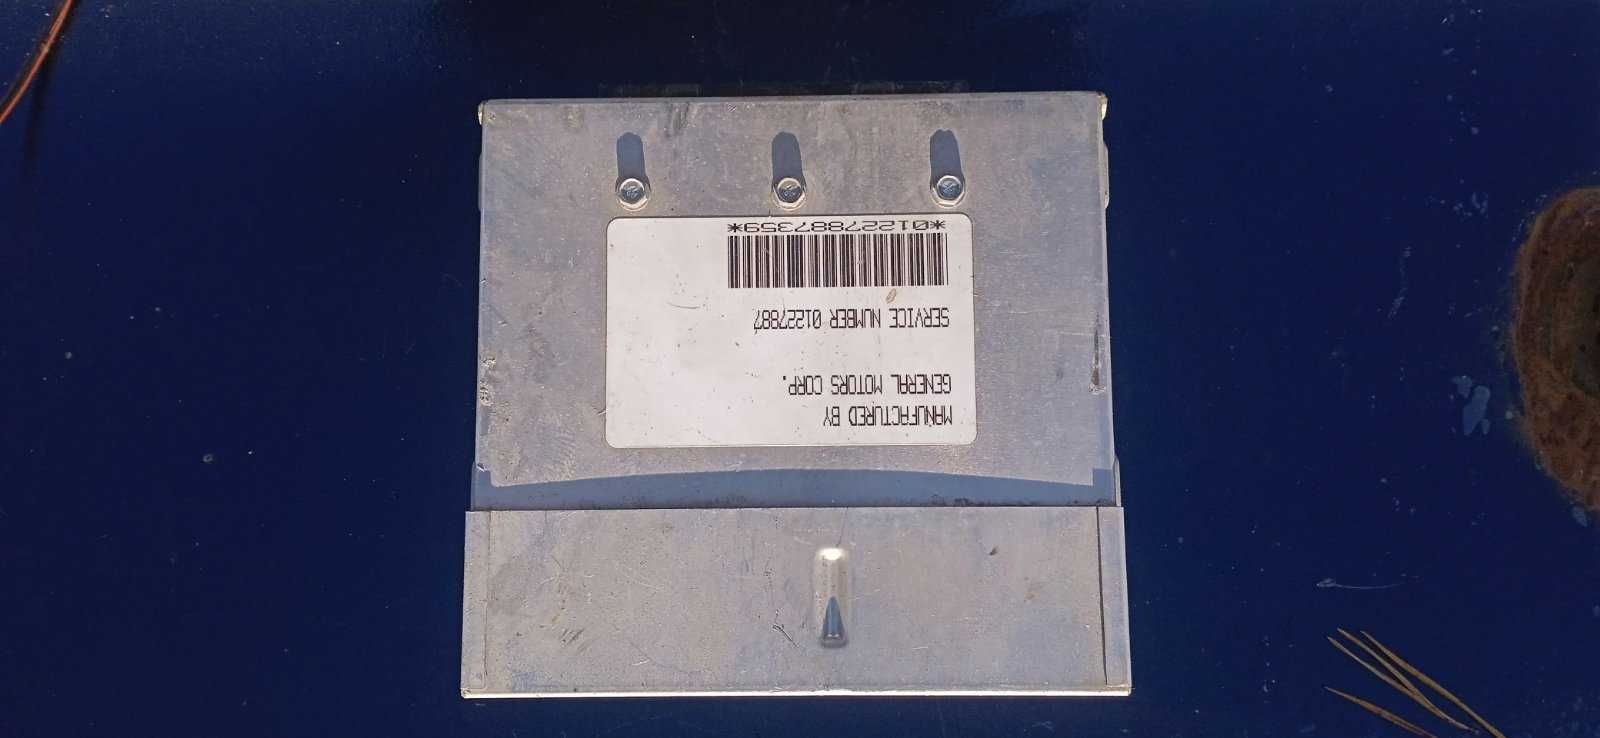 MANUFACTURED BY
GENERAL MOTORS CORP.
SERVICE NUMBER 01227887
*01227887359*